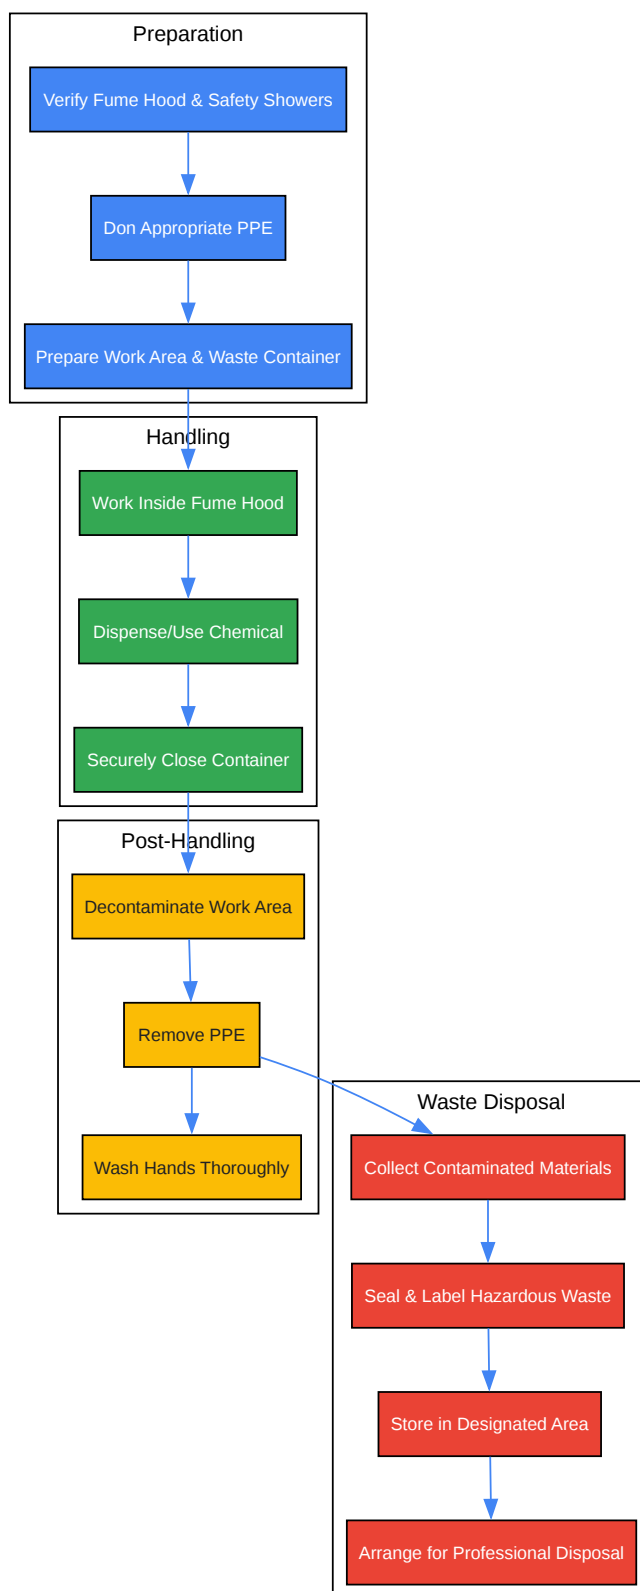 Preparation
Verify Fume Hood & Safety Showers
Don Appropriate PPE
Prepare Work Area & Waste Container
Handling
Work Inside Fume Hood
Dispense/Use Chemical
Securely Close Container
Post-Handling
Decontaminate Work Area
Remove PPE
Wash Hands Thoroughly
Waste Disposal
Collect Contaminated Materials
Seal & Label Hazardous Waste
Store in Designated Area
Arrange for Professional Disposal